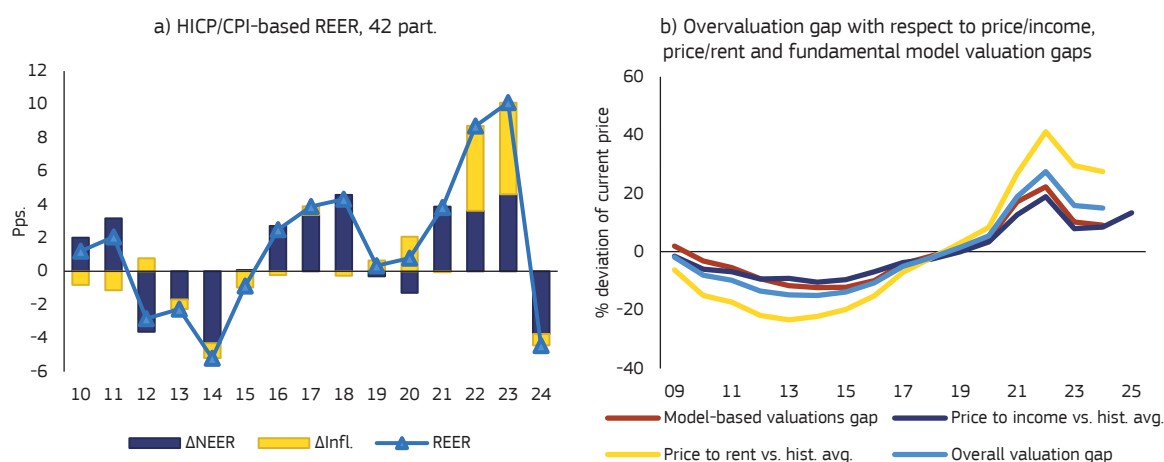 a) HICP/CPI-based REER, 42 part.
12
10
8
6
4
2
0
-2
-4
-6
Pps.
10 11 12 13 14 15 16 17 18 19 20 21 22 23 24
ΔNEER ΔInfl. REER
b) Overvaluation gap with respect to price/income,
price/rent and fundamental model valuation gaps
60
40
20
0
-20
-40
% deviation of current price
09 11 13 15 17 19 21 23 25
Model-based valuations gap Price to income vs. hist. avg.
Price to rent vs. hist. avg. Overall valuation gap